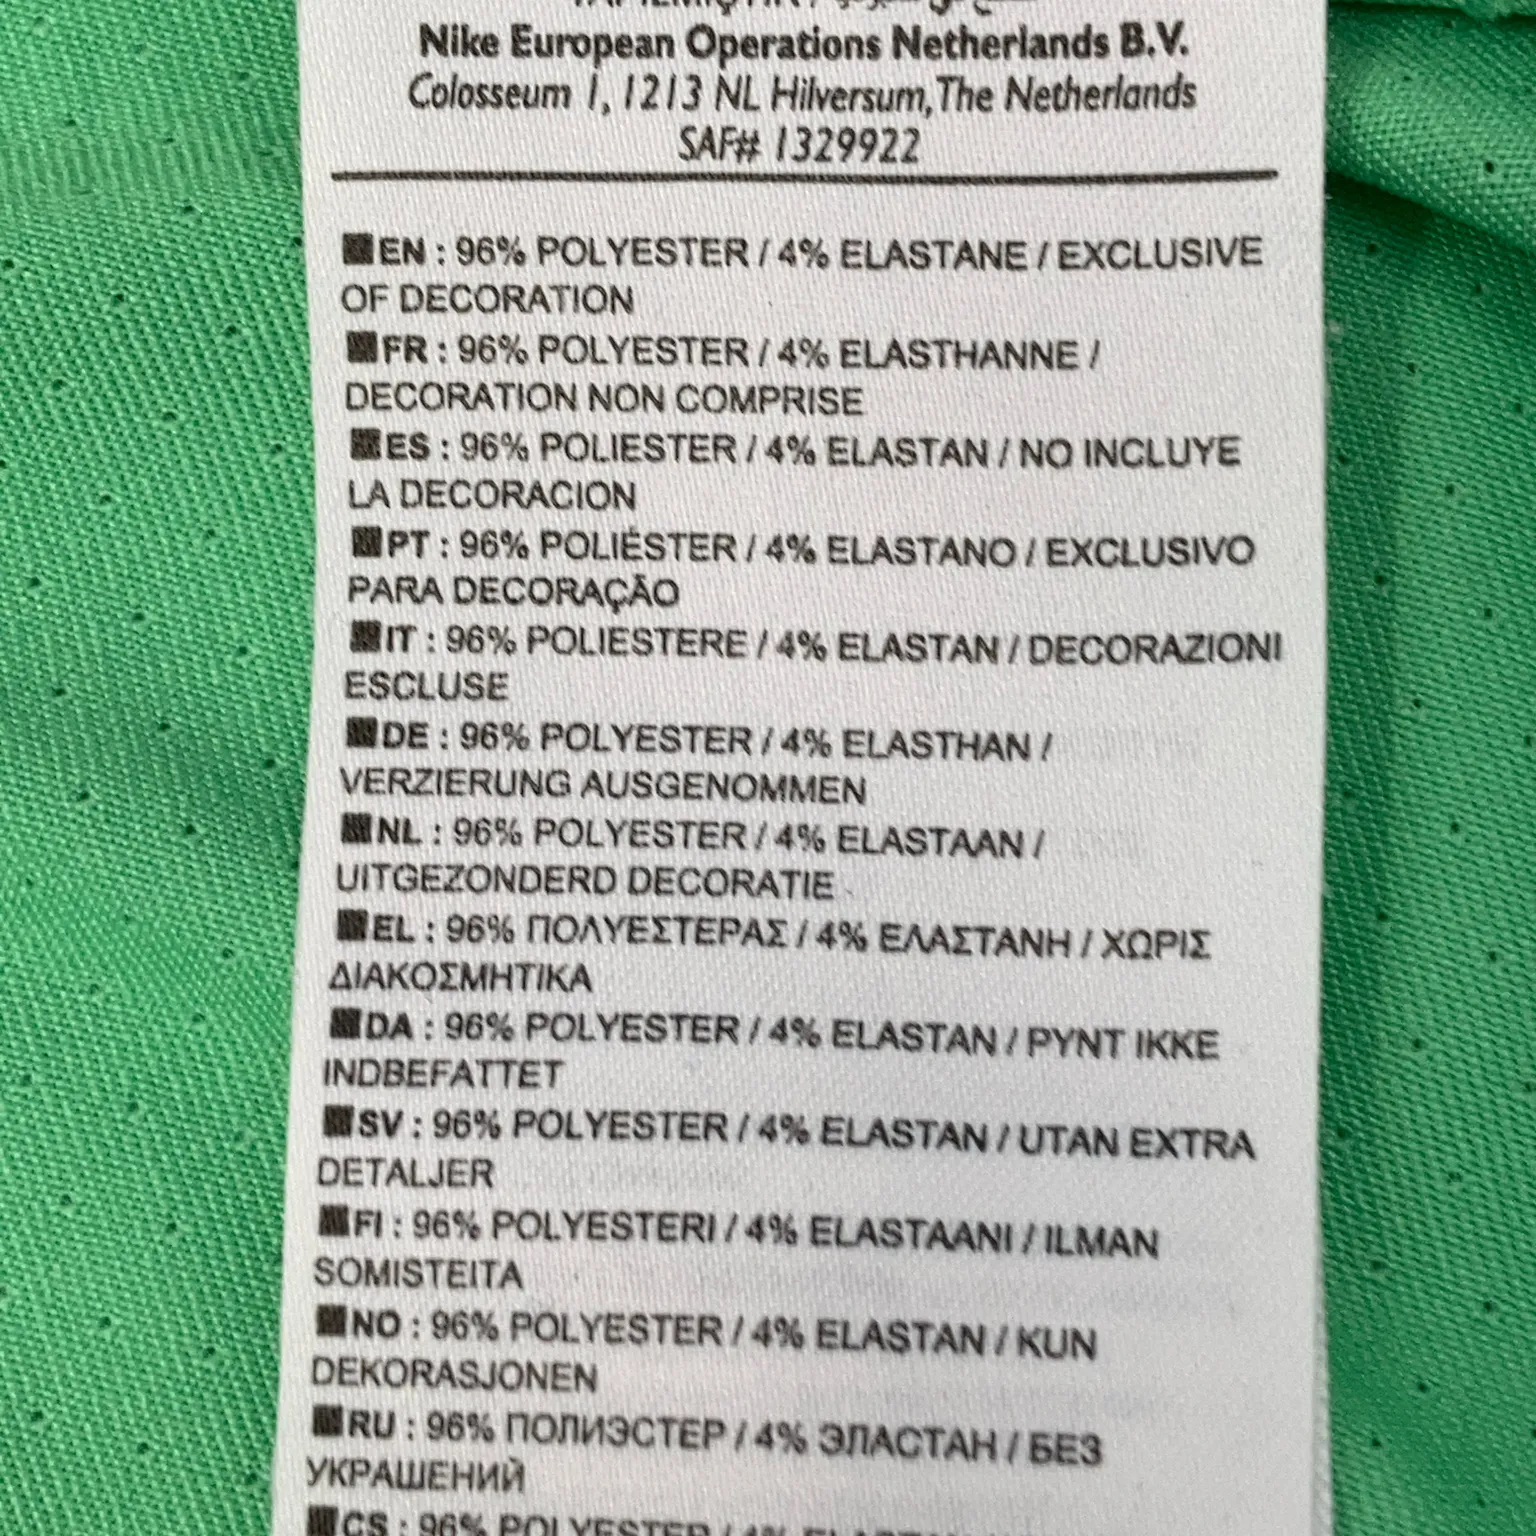 Nike European Operations Netherlands B.V.
Colosseum 1, 1213 NL Hilversum, The Netherlands
SAF# 1329922
EN : 96% POLYESTER / 4% ELASTANE / EXCLUSIVE
OF DECORATION
FR : 96% POLYESTER / 4% ELASTHANNE /
DECORATION NON COMPRISE
ES : 96% POLIESTER / 4% ELASTAN / NO INCLUYE
LA DECORACION
PT : 96% POLIÉSTER / 4% ELASTANO / EXCLUSIVO
PARA DECORAÇÃO
IT : 96% POLIESTERE / 4% ELASTAN / DECORAZIONI
ESCLUSE
DE : 96% POLYESTER / 4% ELASTHAN /
VERZIERUNG AUSGENOMMEN
NL : 96% POLYESTER / 4% ELASTAAN /
UITGEZONDERD DECORATIE
EL : 96% ΠΟΛΥΕΣΤΕΡΑΣ / 4% ΕΛΑΣΤΑΝΗ / ΧΩΡΙΣ
ΔΙΑΚΟΣΜΗΤΙΚΑ
DA : 96% POLYESTER / 4% ELASTAN / PYNT IKKE
INDBEFATTET
SV : 96% POLYESTER / 4% ELASTAN / UTAN EXTRA
DETALJER
FI : 96% POLYESTERI / 4% ELASTAANI / ILMAN
SOMISTEITA
NO : 96% POLYESTER / 4% ELASTAN / KUN
DEKORASJONEN
RU : 96% ПОЛИЭСТЕР / 4% ЭЛАСТАН / БЕЗ
УКРАШЕНИЙ
CS : 96% POLYESTER / 4%